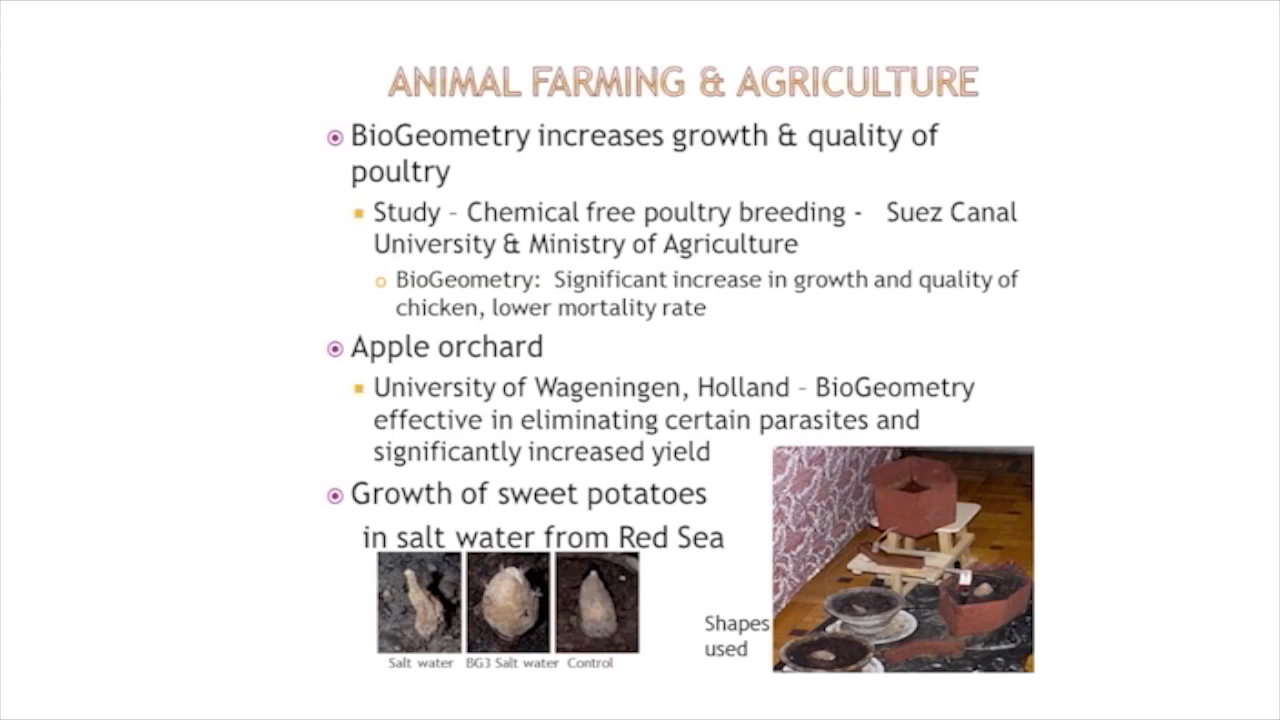 ANIMAL FARMING & AGRICULTURE
BioGeometry increases growth & quality of
poultry
Study – Chemical free poultry breeding - Suez Canal
University & Ministry of Agriculture
BioGeometry: Significant increase in growth and quality of
chicken, lower mortality rate
Apple orchard
University of Wageningen, Holland – BioGeometry
effective in eliminating certain parasites and
significantly increased yield
Growth of sweet potatoes
in salt water from Red Sea
Salt water BG3 Salt water Control
Shapes
used